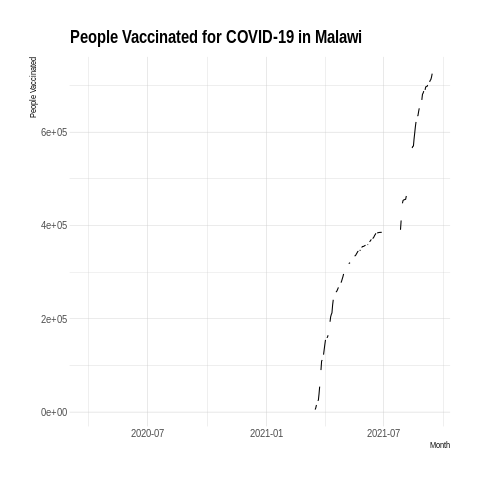 People Vaccinated for COVID-19 in Malawi
People Vaccinated
6e+05
4e+05
2e+05
0e+00
2020-07
2021-01
2021-07
Month